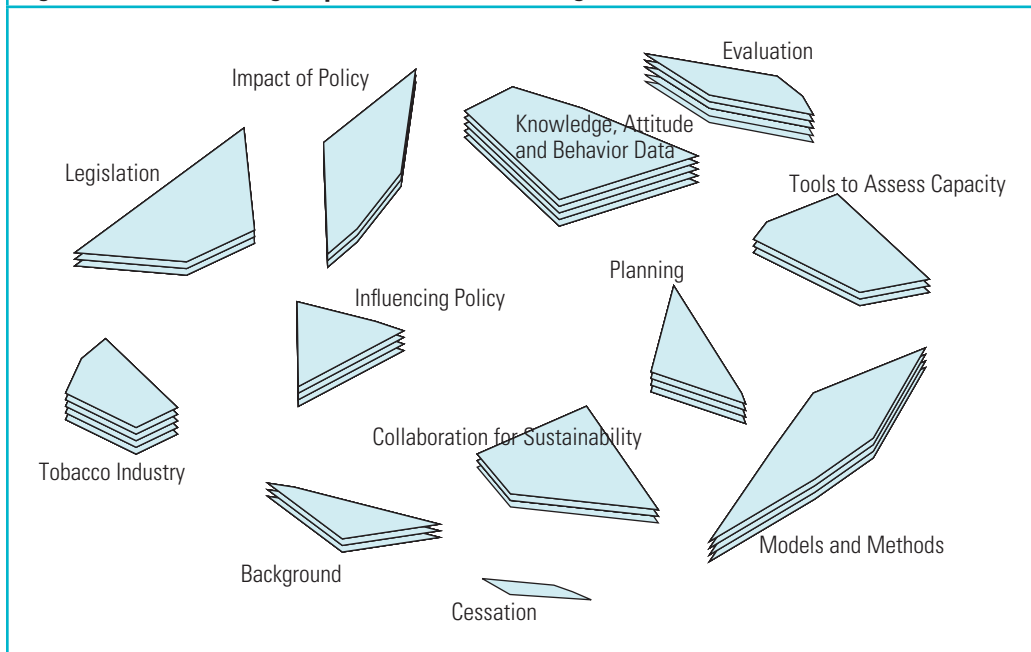 Evaluation
Impact of Policy
Knowledge, Attitude
and Behavior Data
Legislation
Tools to Assess Capacity
Planning
Influencing Policy
Collaboration for Sustainability
Tobacco Industry
Models and Methods
Background
Cessation